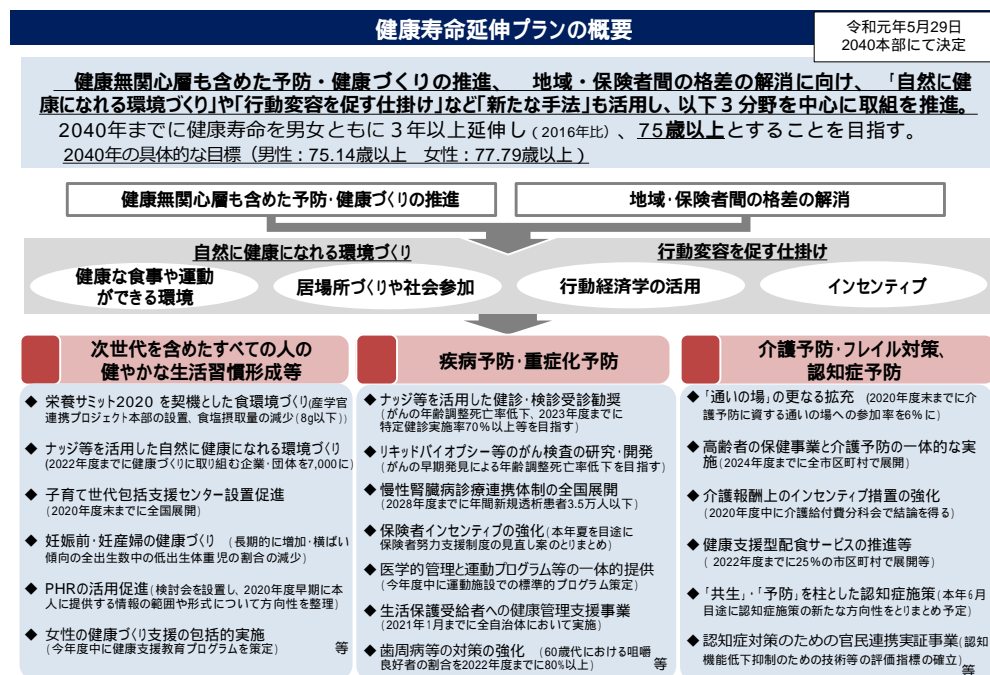 健康寿命延伸プランの概要
令和元年5月29日
2040本部にて決定
健康無関心層も含めた予防・健康づくりの推進、　地域・保険者間の格差の解消に向け、「自然に健
康になれる環境づくり」や「行動変容を促す仕掛け」など「新たな手法」も活用し、以下３分野を中心に取組を推進。
2040年までに健康寿命を男女ともに３年以上延伸し（2016年比）、75歳以上とすることを目指す。
2040年の具体的な目標（男性：75.14歳以上　女性：77.79歳以上）
健康無関心層も含めた予防・健康づくりの推進
地域・保険者間の格差の解消
自然に健康になれる環境づくり
行動変容を促す仕掛け
健康な食事や運動
ができる環境
居場所づくりや社会参加
行動経済学の活用
インセンティブ
次世代を含めたすべての人の
健やかな生活習慣形成等
◆ 栄養サミット2020 を契機とした食環境づくり(産学官
連携プロジェクト本部の設置、食塩摂取量の減少(8g以下))
◆ ナッジ等を活用した自然に健康になれる環境づくり
(2022年度までに健康づくりに取り組む企業・団体を7,000に)
◆ 子育て世代包括支援センター設置促進
(2020年度末までに全国展開)
◆ 妊娠前・妊産婦の健康づくり　(長期的に増加・横ばい
傾向の全出生数中の低出生体重児の割合の減少)
◆ PHRの活用促進(検討会を設置し、2020年度早期に本
人に提供する情報の範囲や形式について方向性を整理)
◆ 女性の健康づくり支援の包括的実施
(今年度中に健康支援教育プログラムを策定)　等
疾病予防・重症化予防
◆ ナッジ等を活用した健診・検診受診勧奨
(がんの年齢調整死亡率低下、2023年度までに
特定健診実施率70％以上等を目指す)
◆ リキッドバイオプシー等のがん検査の研究・開発
(がんの早期発見による年齢調整死亡率低下を目指す)
◆ 慢性腎臓病診療連携体制の全国展開
(2028年度までに年間新規透析患者3.5万人以下)
◆ 保険者インセンティブの強化(本年夏を目途に
保険者努力支援制度の見直し案のとりまとめ)
◆ 医学的管理と運動プログラム等の一体的提供
(今年度中に運動施設での標準的プログラム策定)
◆ 生活保護受給者への健康管理支援事業
(2021年1月までに全自治体において実施)
◆ 歯周病等の対策の強化　(60歳代における咀嚼
良好者の割合を2022年度までに80%以上)　等
介護予防・フレイル対策、
認知症予防
◆ 「通いの場」の更なる拡充　(2020年度末までに介
護予防に資する通いの場への参加率を6%に)
◆ 高齢者の保健事業と介護予防の一体的な実
施(2024年度までに全市区町村で展開)
◆ 介護報酬上のインセンティブ措置の強化
(2020年度中に介護給付費分科会で結論を得る)
◆ 健康支援型配食サービスの推進等
( 2022年度までに25％の市区町村で展開等)
◆ 「共生」・「予防」を柱とした認知症施策(本年6月
目途に認知症施策の新たな方向性をとりまとめ予定)
◆ 認知症対策のための官民連携実証事業(認知
機能低下抑制のための技術等の評価指標の確立)
等